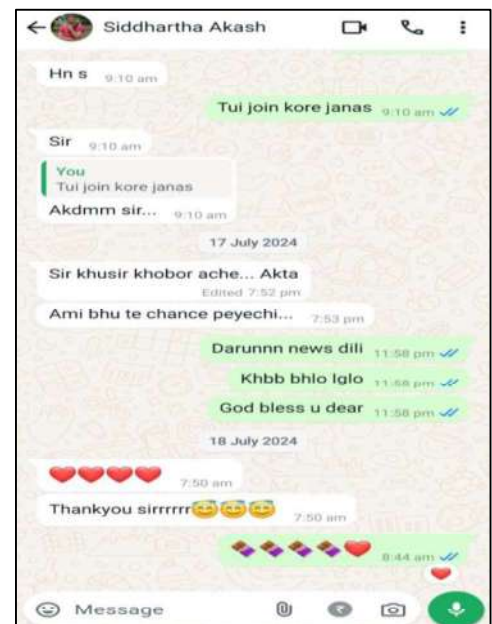 Siddhartha Akash
Hn s 9:10 am
Tui join kore janas 9:10 am
Sir 9:10 am
You
Tui join kore janas
Akdmm sir... 9:10 am
17 July 2024
Sir khusir khobor ache... Akta
Edited 7:52 pm
Ami bhu te chance peyechi... 7:53 pm
Darunnn news dili 11:58 pm
Khbb bhlo lglo 11:58 pm
God bless u dear 11:58 pm
18 July 2024
❤️❤️❤️❤️ 7:50 am
Thankyou sirrrrrr😇😇😇 7:50 am
🍫🍫🍫🍫❤️ 8:44 am
❤️
Message